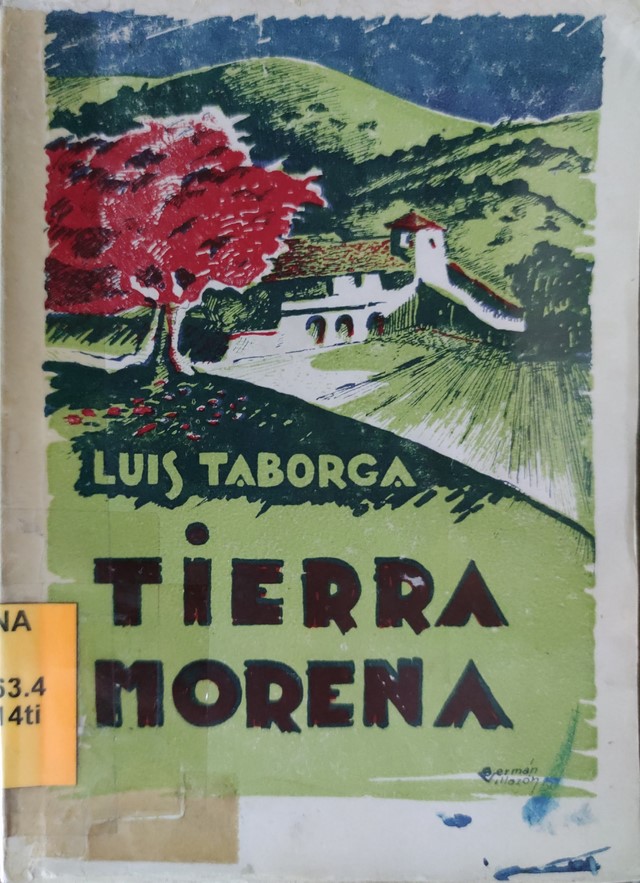 LUIS TABORGA
TiERRA
MORENA
Germán
Villazón
NA
63.4
14ti